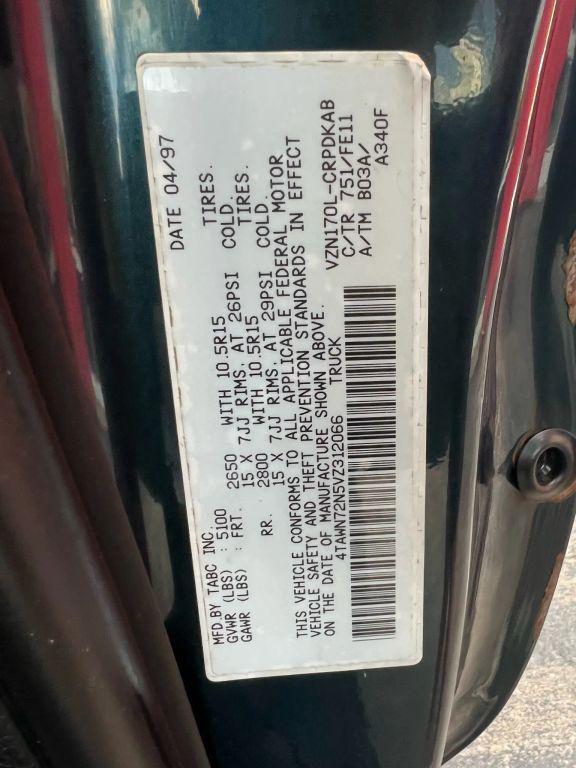 MFD.BY TABC INC. DATE 04/97
GVWR (LBS) : 5100
GAWR (LBS) : FRT. 2650 WITH 10.5R15 TIRES.
15 X 7JJ RIMS. AT 26PSI COLD.
RR. 2800 WITH 10.5R15 TIRES.
15 X 7JJ RIMS. AT 29PSI COLD.
THIS VEHICLE CONFORMS TO ALL APPLICABLE FEDERAL MOTOR
VEHICLE SAFETY AND THEFT PREVENTION STANDARDS IN EFFECT
ON THE DATE OF MANUFACTURE SHOWN ABOVE.
4TAWN72N5VZ312066 TRUCK
VZN170L-CRPDKAB
C/TR 751/FE11
A/TM B03A/
A340F